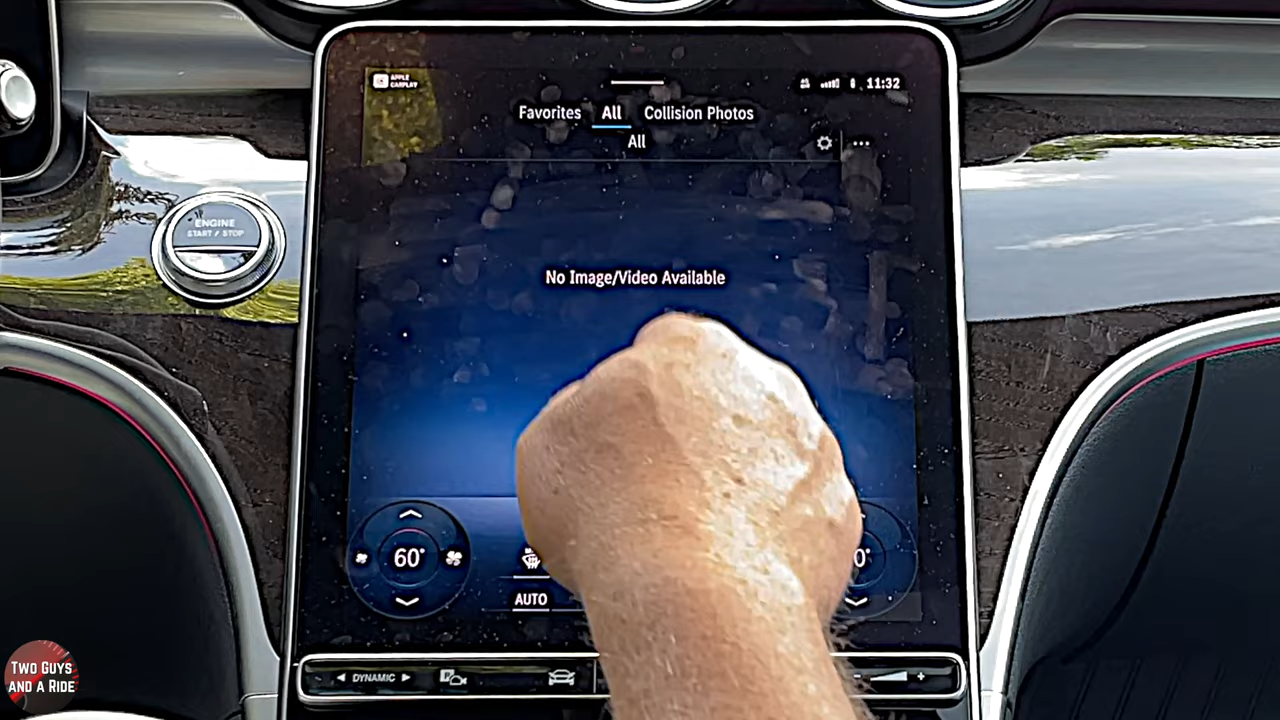 APPLE
CARPLAY
11:32
Favorites All Collision Photos
All
ENGINE
START / STOP
No Image/Video Available
60°
0°
AUTO
DYNAMIC
TWO GUYS
AND A RIDE